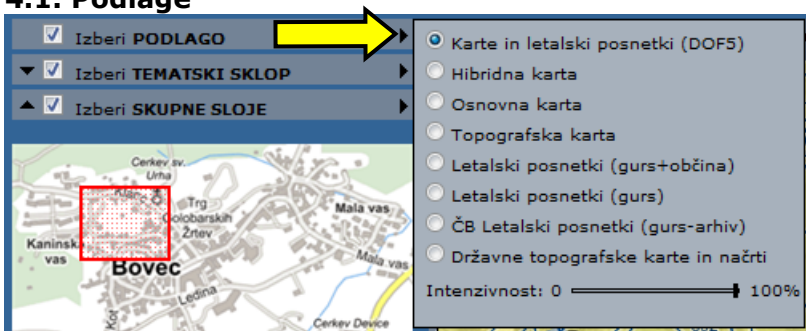 4.1. Podlage
Izberi PODLAGO
Izberi TEMATSKI SKLOP
Izberi SKUPNE SLOJE
Karte in letalski posnetki (DOF5)
Hibridna karta
Osnovna karta
Topografska karta
Letalski posnetki (gurs+občina)
Letalski posnetki (gurs)
ČB Letalski posnetki (gurs-arhiv)
Državne topografske karte in načrti
Intenzivnost: 0 100%
Cerkev sv.
Urha
Klanc
Trg
Golobarskih
Žrtev
Mala vas
Kaninska
vas
Bovec
Mala vas
Ledina
Kot
Cerkev Device